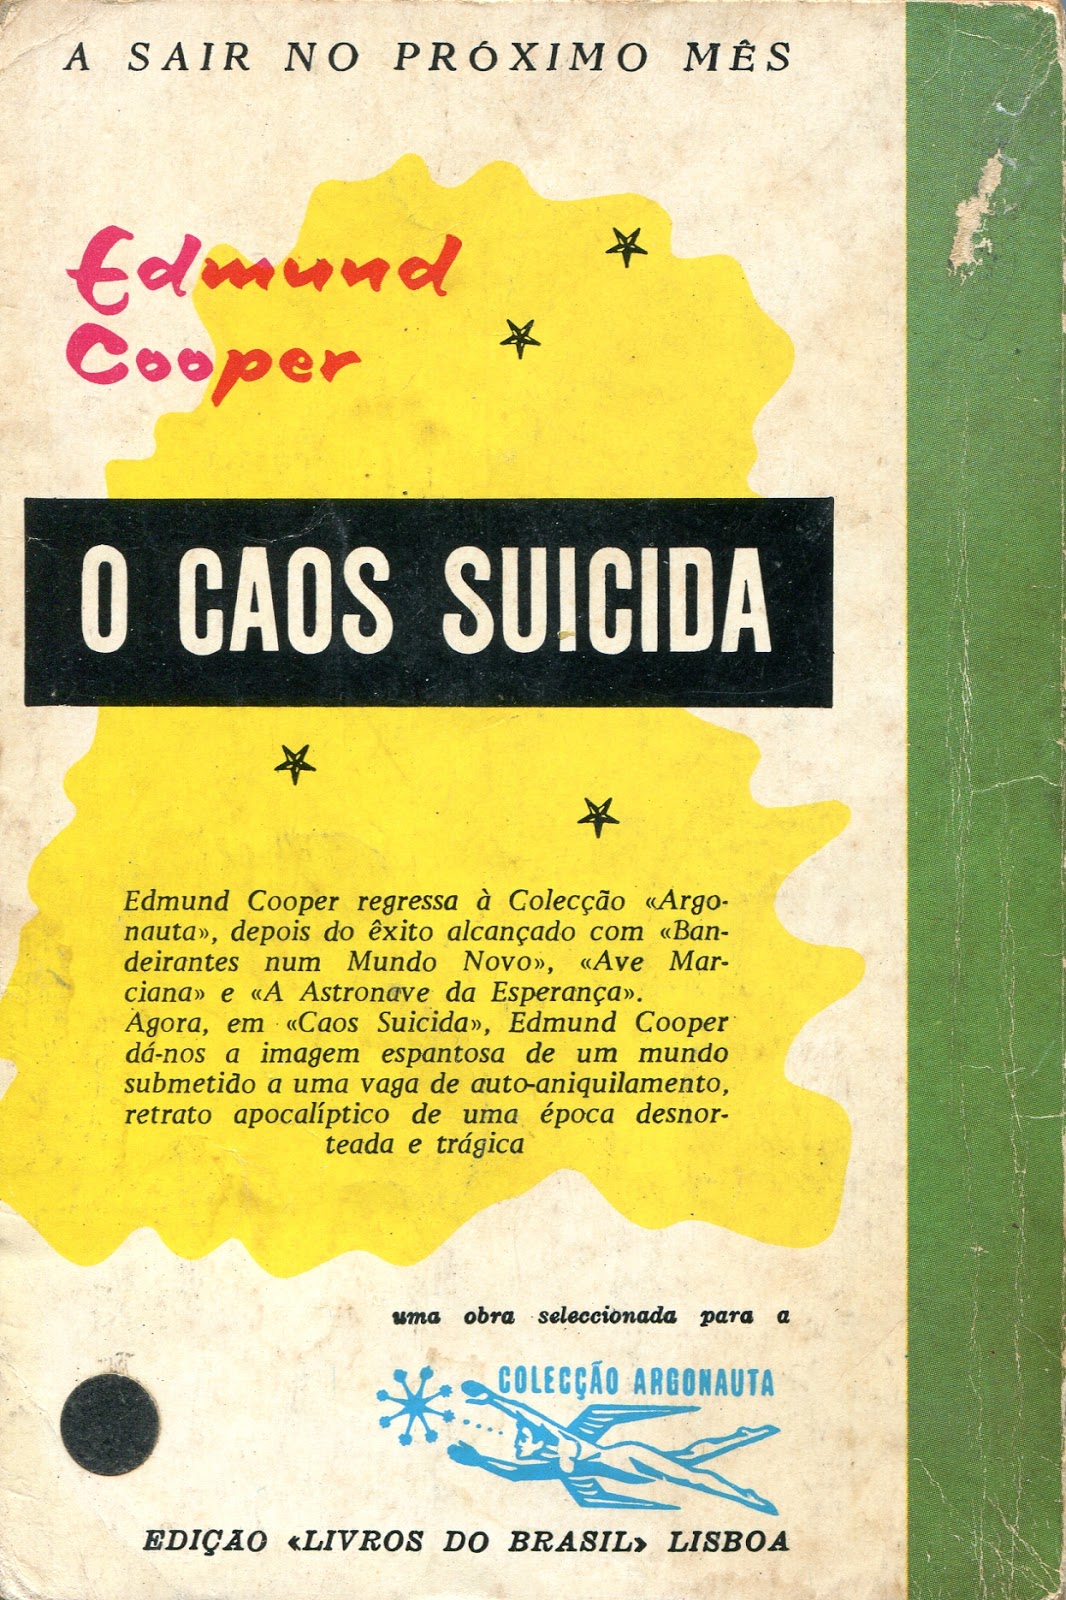 A SAIR NO PRÓXIMO MÊS
Edmund
Cooper
O CAOS SUICIDA
Edmund Cooper regressa à Colecção «Argo-
nauta», depois do êxito alcançado com «Ban-
deirantes num Mundo Novo», «Ave Mar-
ciana» e «A Astronave da Esperança».
Agora, em «Caos Suicida», Edmund Cooper
dá-nos a imagem espantosa de um mundo
submetido a uma vaga de auto-aniquilamento,
retrato apocalíptico de uma época desnor-
teada e trágica
uma obra seleccionada para a
COLECÇÃO ARGONAUTA
EDIÇAO «LIVROS DO BRASIL» LISBOA